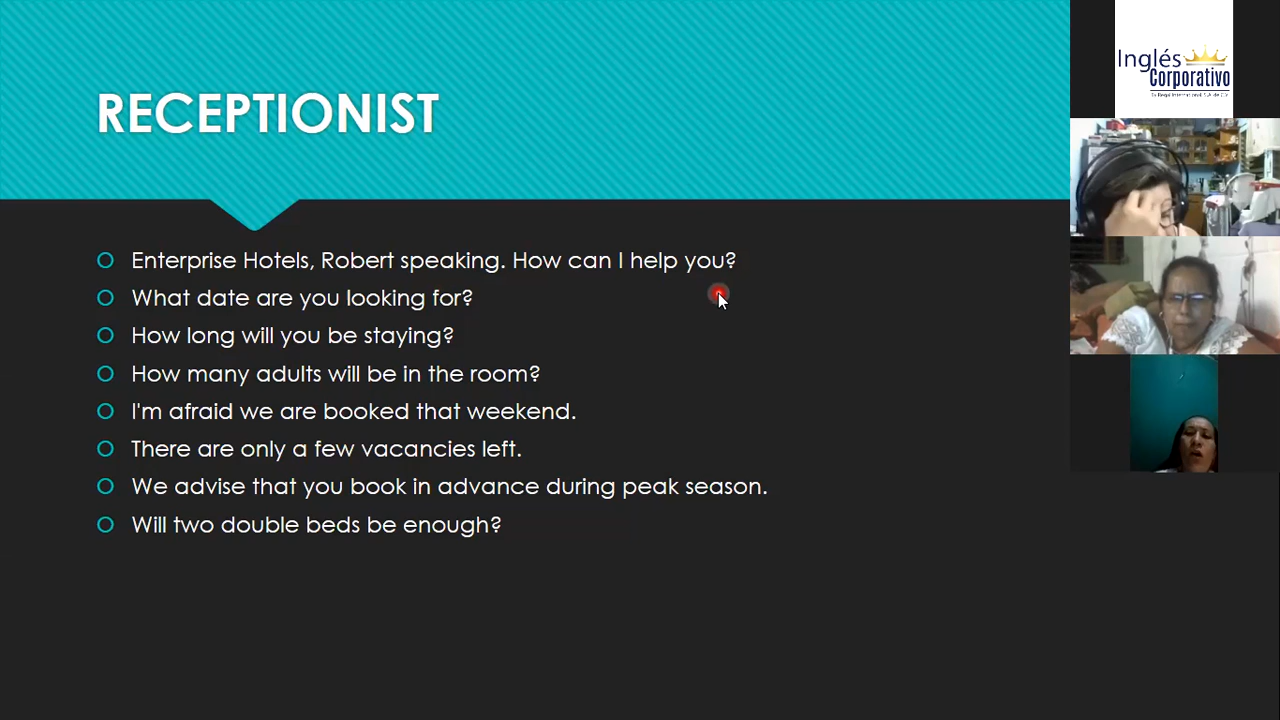 RECEPTIONIST
Enterprise Hotels, Robert speaking. How can I help you?
What date are you looking for?
How long will you be staying?
How many adults will be in the room?
I'm afraid we are booked that weekend.
There are only a few vacancies left.
We advise that you book in advance during peak season.
Will two double beds be enough?
Inglés
Corporativo